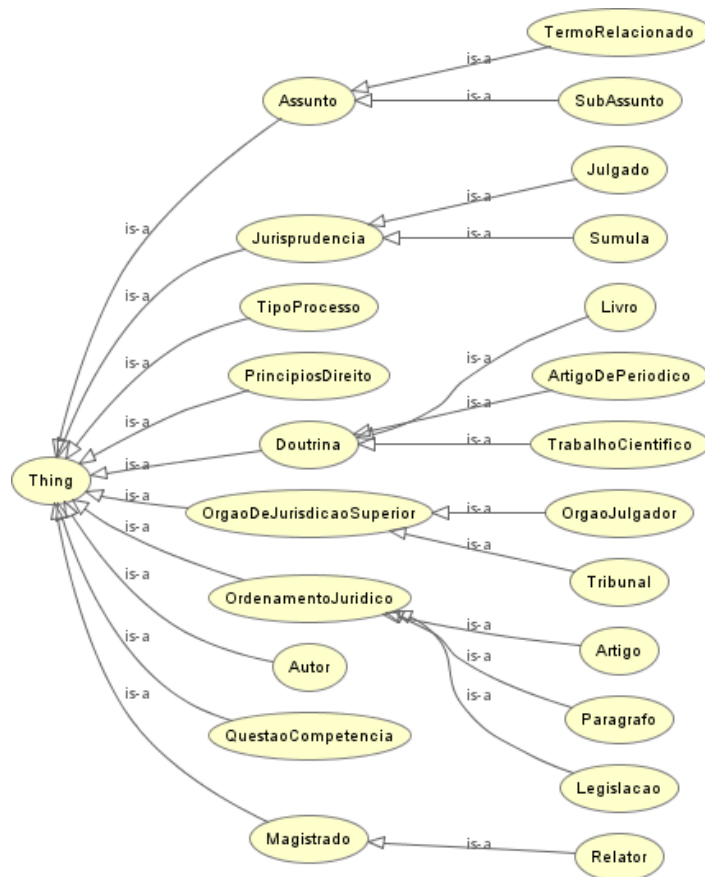 TermoRelacionado
is-a
Assunto
is-a
SubAssunto
Julgado
is-a
is-a
Jurisprudencia
is-a
Sumula
is-a
TipoProcesso
Livro
is-a
is-a
PrincipiosDireito
is-a
ArtigoDePeriodico
is-a
Doutrina
is-a
TrabalhoCientifico
is-a
Thing
is-a
OrgaoDeJurisdicaoSuperior
is-a
OrgaoJulgador
is-a
is-a
Tribunal
OrdenamentoJuridico
is-a
is-a
Artigo
Autor
is-a
is-a
is-a
Paragrafo
QuestaoCompetencia
is-a
Legislacao
Magistrado
is-a
Relator